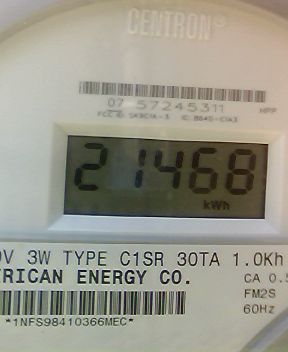 CENTRON®
07 57245311
HPP
21468
kWh
V 3W TYPE C1SR 30TA 1.0Kh
RICAN ENERGY CO.
CA 0.5
FM2S
60Hz
*1NFS98410366MEC*